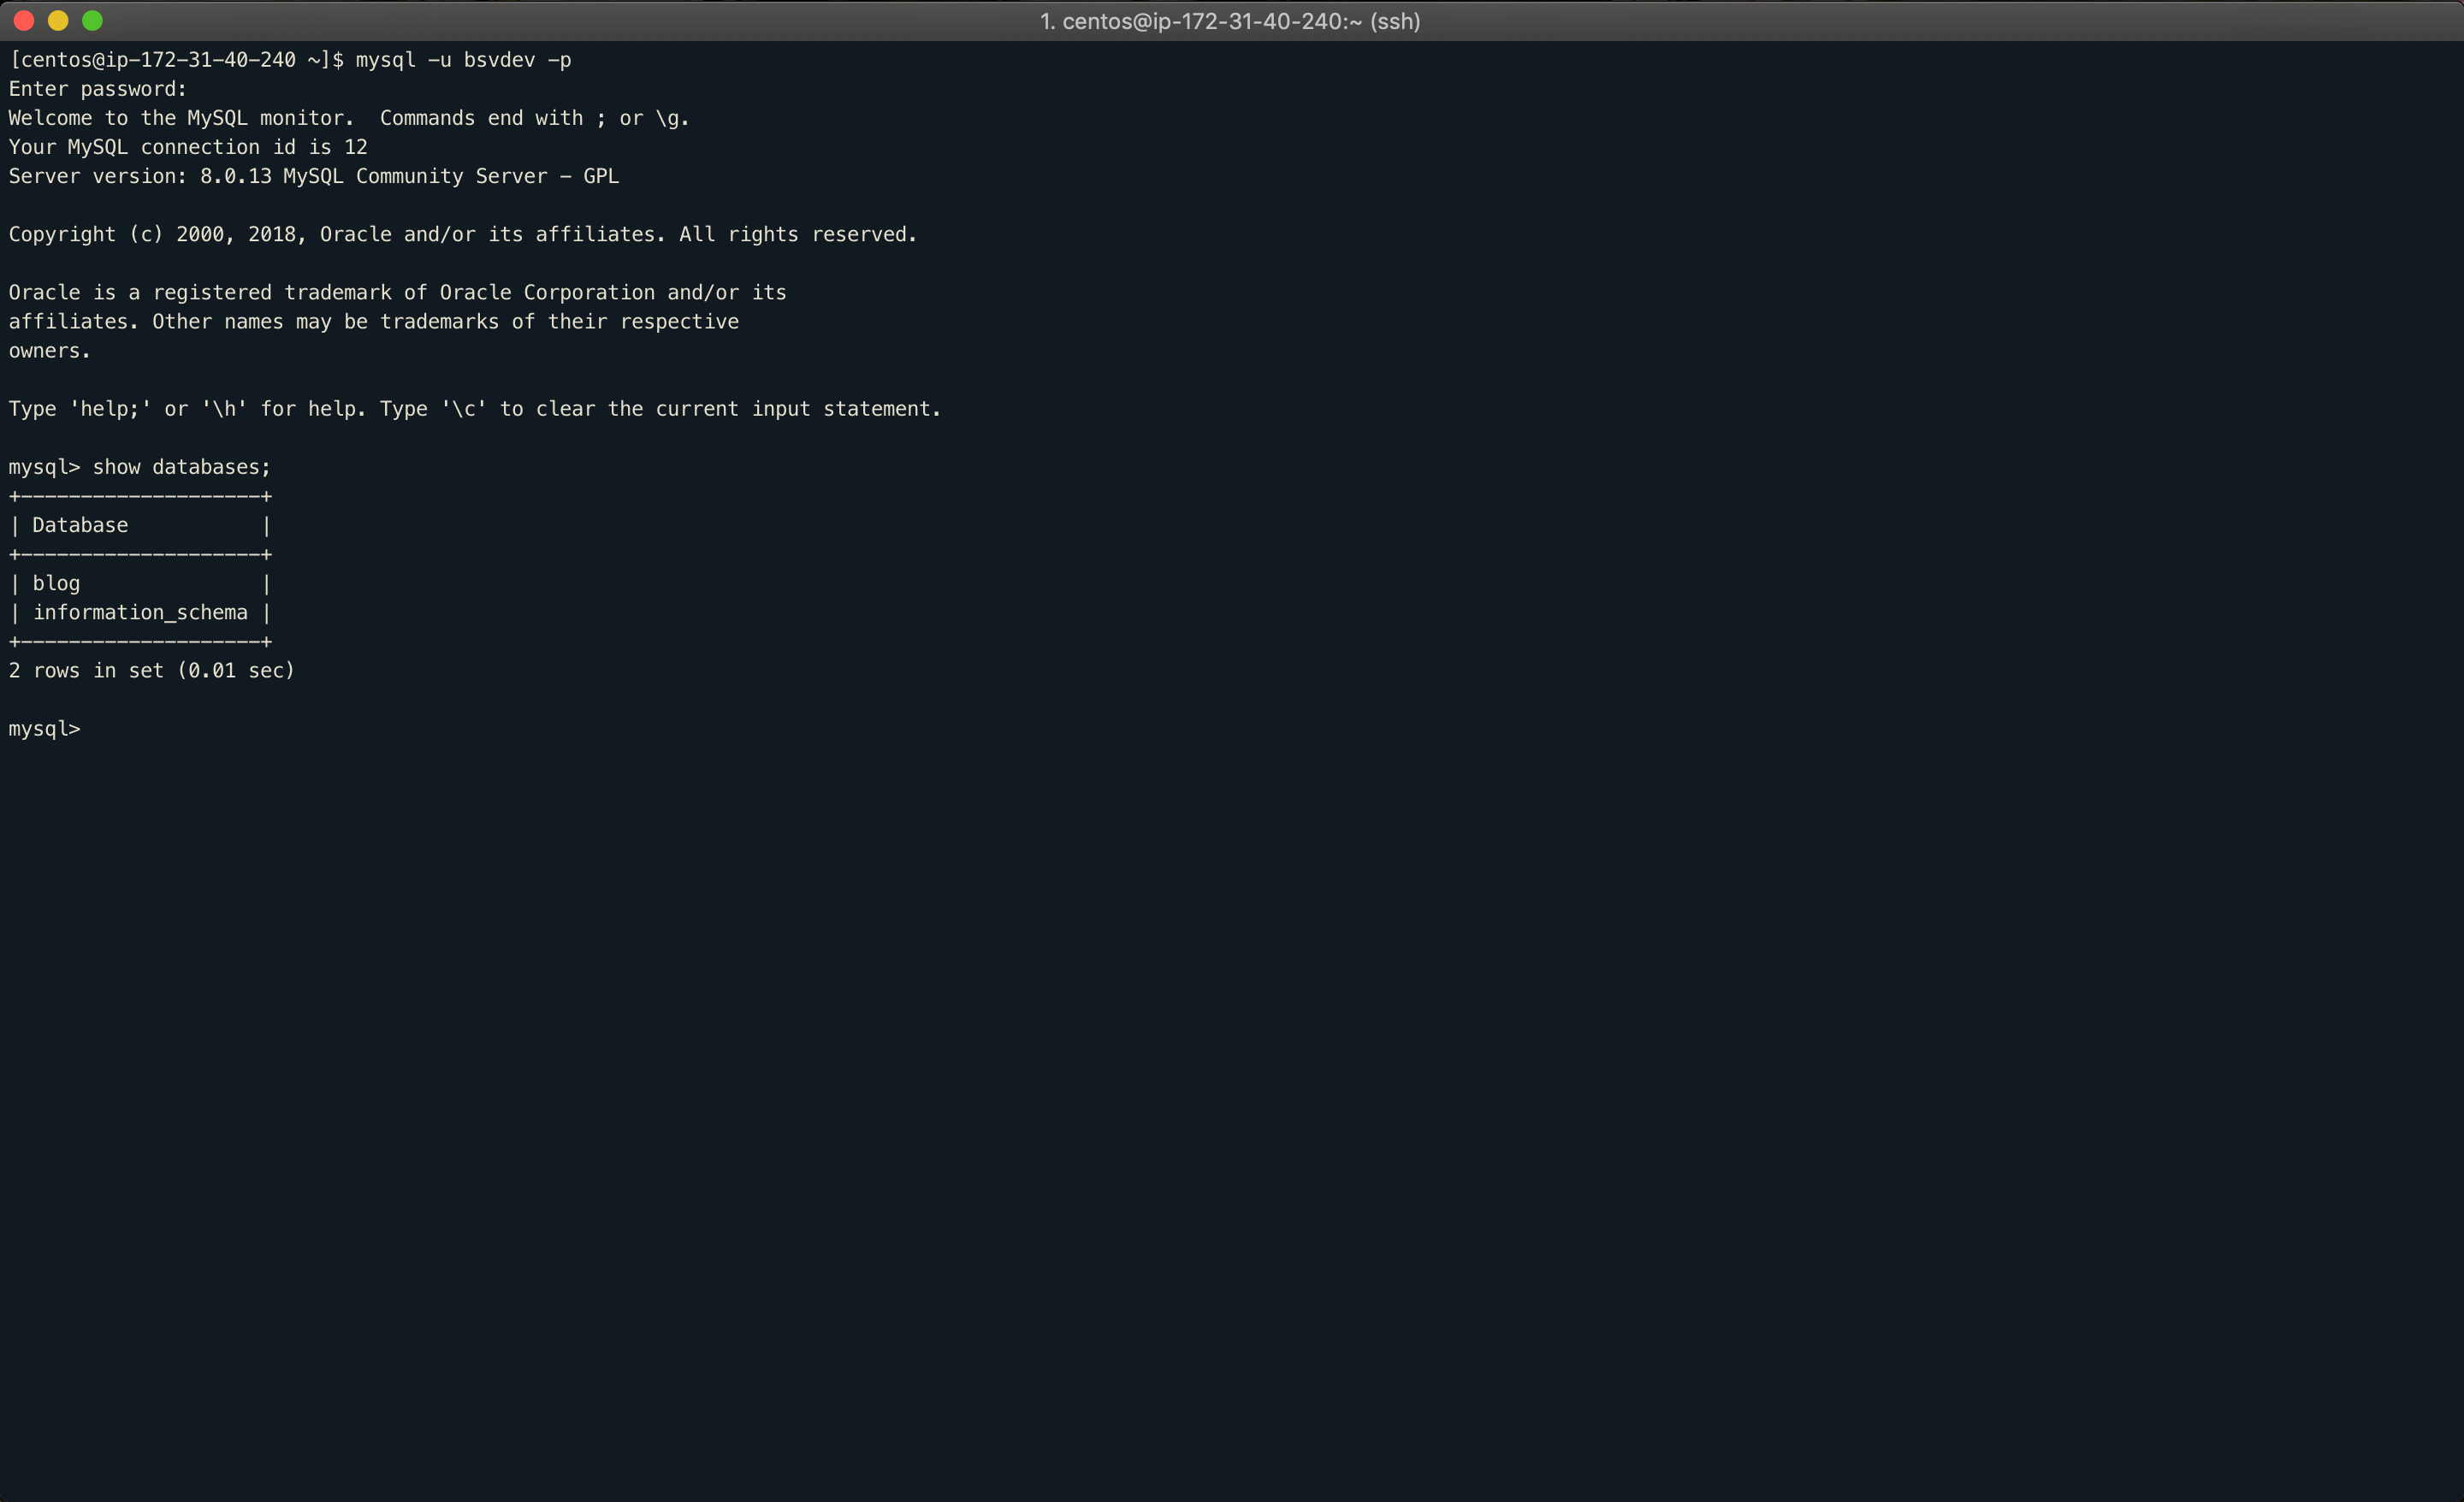 1. centos@ip-172-31-40-240:~ (ssh)
[centos@ip-172-31-40-240 ~]$ mysql -u bsvdev -p
Enter password:
Welcome to the MySQL monitor.  Commands end with ; or \g.
Your MySQL connection id is 12
Server version: 8.0.13 MySQL Community Server - GPL

Copyright (c) 2000, 2018, Oracle and/or its affiliates. All rights reserved.

Oracle is a registered trademark of Oracle Corporation and/or its
affiliates. Other names may be trademarks of their respective
owners.

Type 'help;' or '\h' for help. Type '\c' to clear the current input statement.

mysql> show databases;
+--------------------+
| Database           |
+--------------------+
| blog               |
| information_schema |
+--------------------+
2 rows in set (0.01 sec)

mysql>